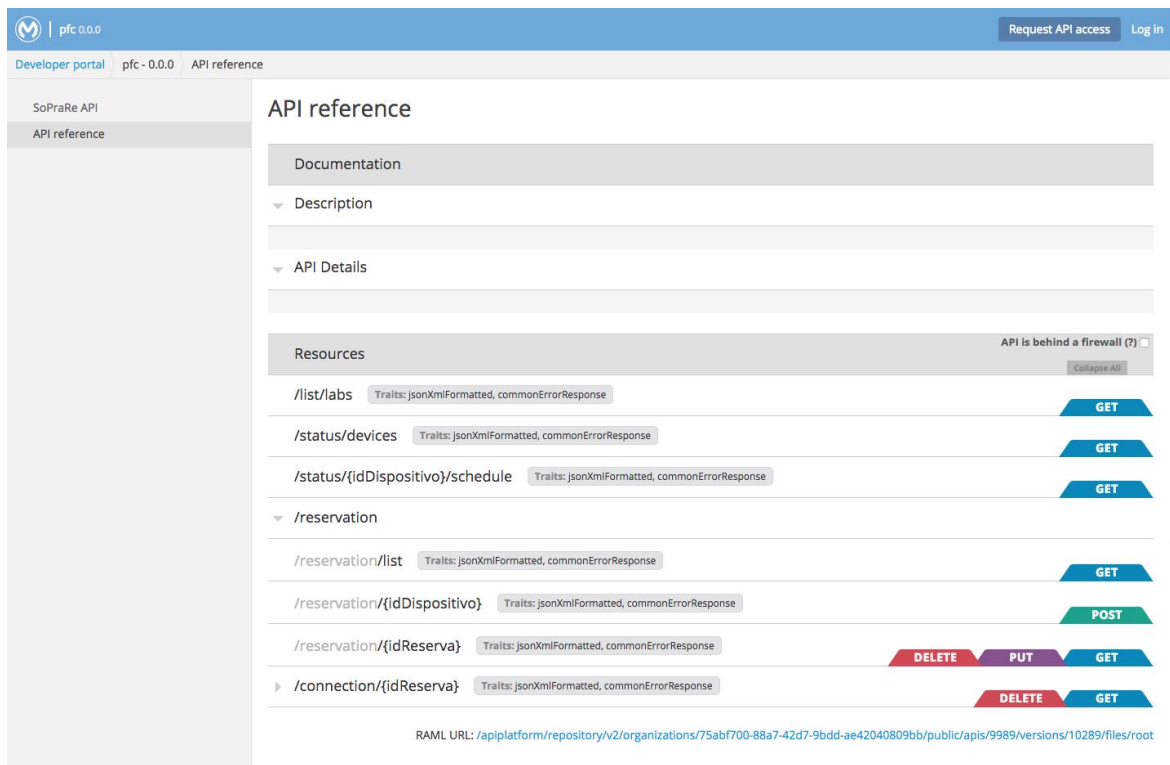 pfc 0.0.0 Request API access Log in
Developer portal pfc - 0.0.0 API reference
SoPraRe API
API reference
API reference
Documentation
Description
API Details
Resources
API is behind a firewall (?)
Collapse All
/list/labs Traits: jsonXmlFormatted, commonErrorResponse GET
/status/devices Traits: jsonXmlFormatted, commonErrorResponse GET
/status/{idDispositivo}/schedule Traits: jsonXmlFormatted, commonErrorResponse GET
/reservation
/reservation/list Traits: jsonXmlFormatted, commonErrorResponse GET
/reservation/{idDispositivo} Traits: jsonXmlFormatted, commonErrorResponse POST
/reservation/{idReserva} Traits: jsonXmlFormatted, commonErrorResponse DELETE PUT GET
/connection/{idReserva} Traits: jsonXmlFormatted, commonErrorResponse DELETE GET
RAML URL: /apiplatform/repository/v2/organizations/75abf700-88a7-42d7-9bdd-ae42040809bb/public/apis/9989/versions/10289/files/root